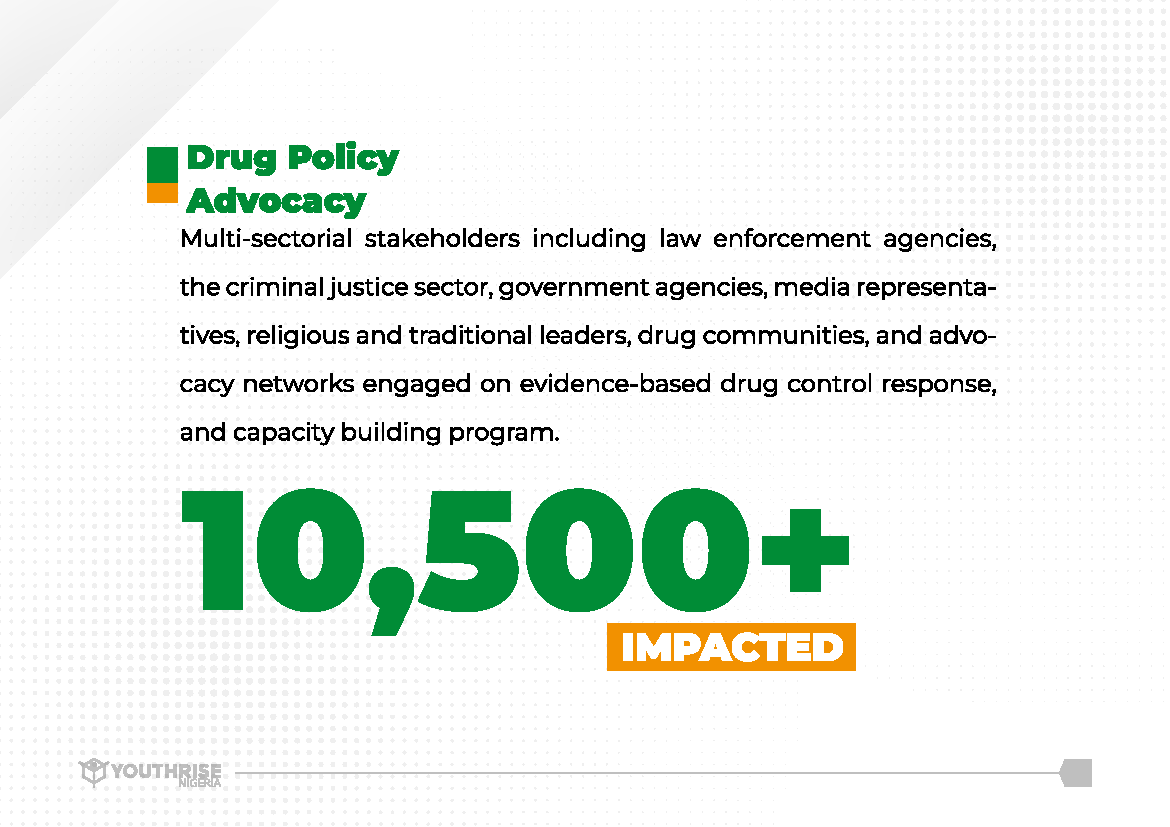 Drug Policy
Advocacy
Multi-sectorial stakeholders including law enforcement agencies,
the criminal justice sector, government agencies, media representa-
tives, religious and traditional leaders, drug communities, and advo-
cacy networks engaged on evidence-based drug control response,
and capacity building program.
10,500+
IMPACTED
YOUTHRISE
NIGERIA